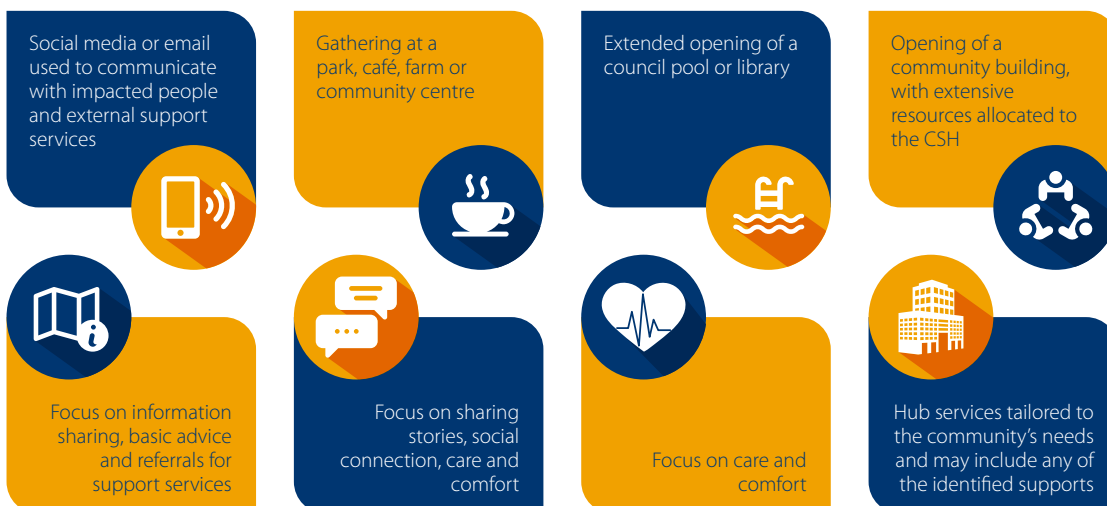 Social media or email
used to communicate
with impacted people
and external support
services
Gathering at a
park, café, farm or
community centre
Extended opening of a
council pool or library
Opening of a
community building,
with extensive
resources allocated to
the CSH
Focus on information
sharing, basic advice
and referrals for
support services
Focus on sharing
stories, social
connection, care and
comfort
Focus on care and
comfort
Hub services tailored to
the community’s needs
and may include any of
the identified supports